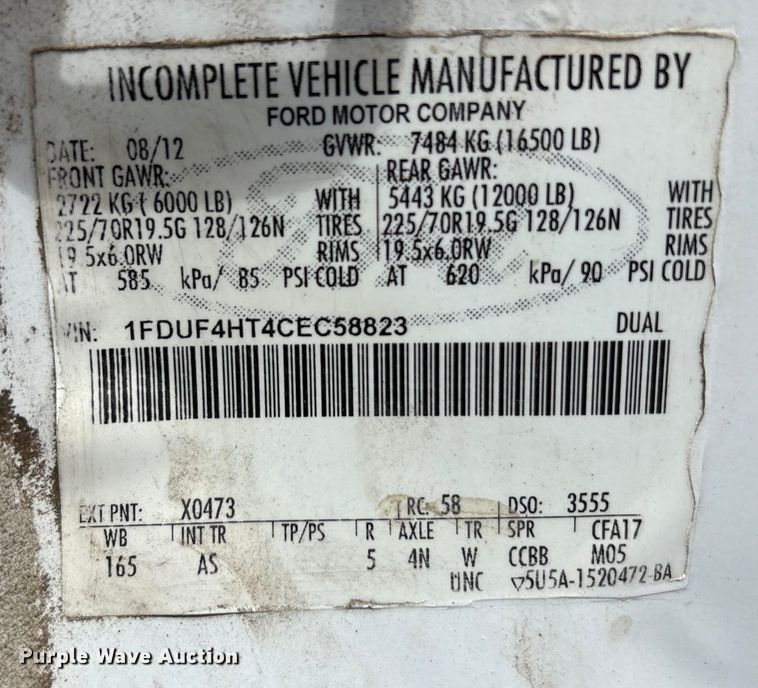 INCOMPLETE VEHICLE MANUFACTURED BY
FORD MOTOR COMPANY
DATE: 08/12 GVWR: 7484 KG (16500 LB)
FRONT GAWR: REAR GAWR:
2722 KG ( 6000 LB) WITH 5443 KG (12000 LB) WITH
225/70R19.5G 128/126N TIRES 225/70R19.5G 128/126N TIRES
19.5x6.0RW RIMS 19.5x6.0RW RIMS
AT 585 kPa/ 85 PSI COLD AT 620 kPa/ 90 PSI COLD
VIN: 1FDUF4HT4CEC58823 DUAL
EXT PNT: X0473 RC: 58 DSO: 3555
WB INT TR TP/PS R AXLE TR SPR CFA17
165 AS 5 4N W CCBB M05
UNC ▽5U5A-1520472-BA
Purple Wave Auction